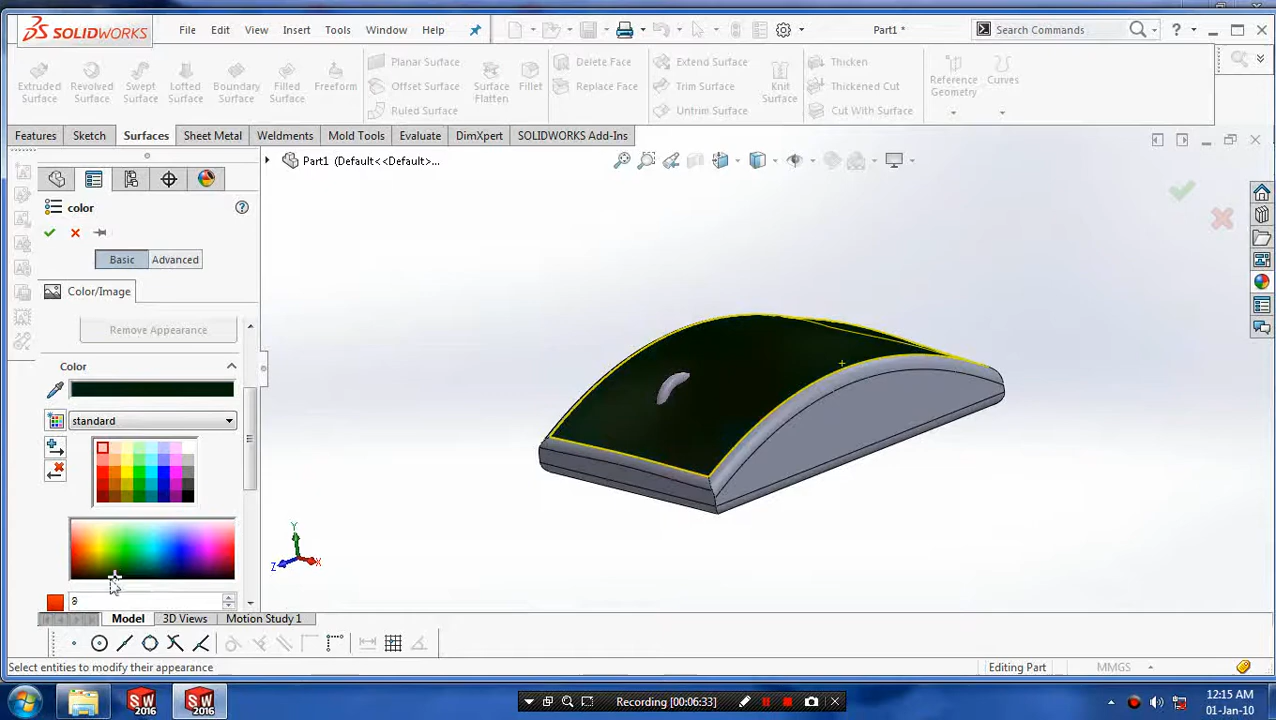 SOLIDWORKS File Edit View Insert Tools Window Help Part1 * Search Commands
Extruded Surface Revolved Surface Swept Surface Lofted Surface Boundary Surface Filled Surface Freeform Planar Surface Offset Surface Ruled Surface Surface Flatten Fillet Delete Face Replace Face Extend Surface Trim Surface Untrim Surface Knit Surface Thicken Thickened Cut Cut With Surface Reference Geometry Curves
Features Sketch Surfaces Sheet Metal Weldments Mold Tools Evaluate DimXpert SOLIDWORKS Add-Ins
Part1 (Default<<Default>...
color
Basic Advanced
Color/Image
Remove Appearance
Color
standard
Y
Z X
Model 3D Views Motion Study 1
Select entities to modify their appearance Editing Part MMGS
SW 2016 SW 2016 Recording [00:06:33] 12:15 AM
01-Jan-10